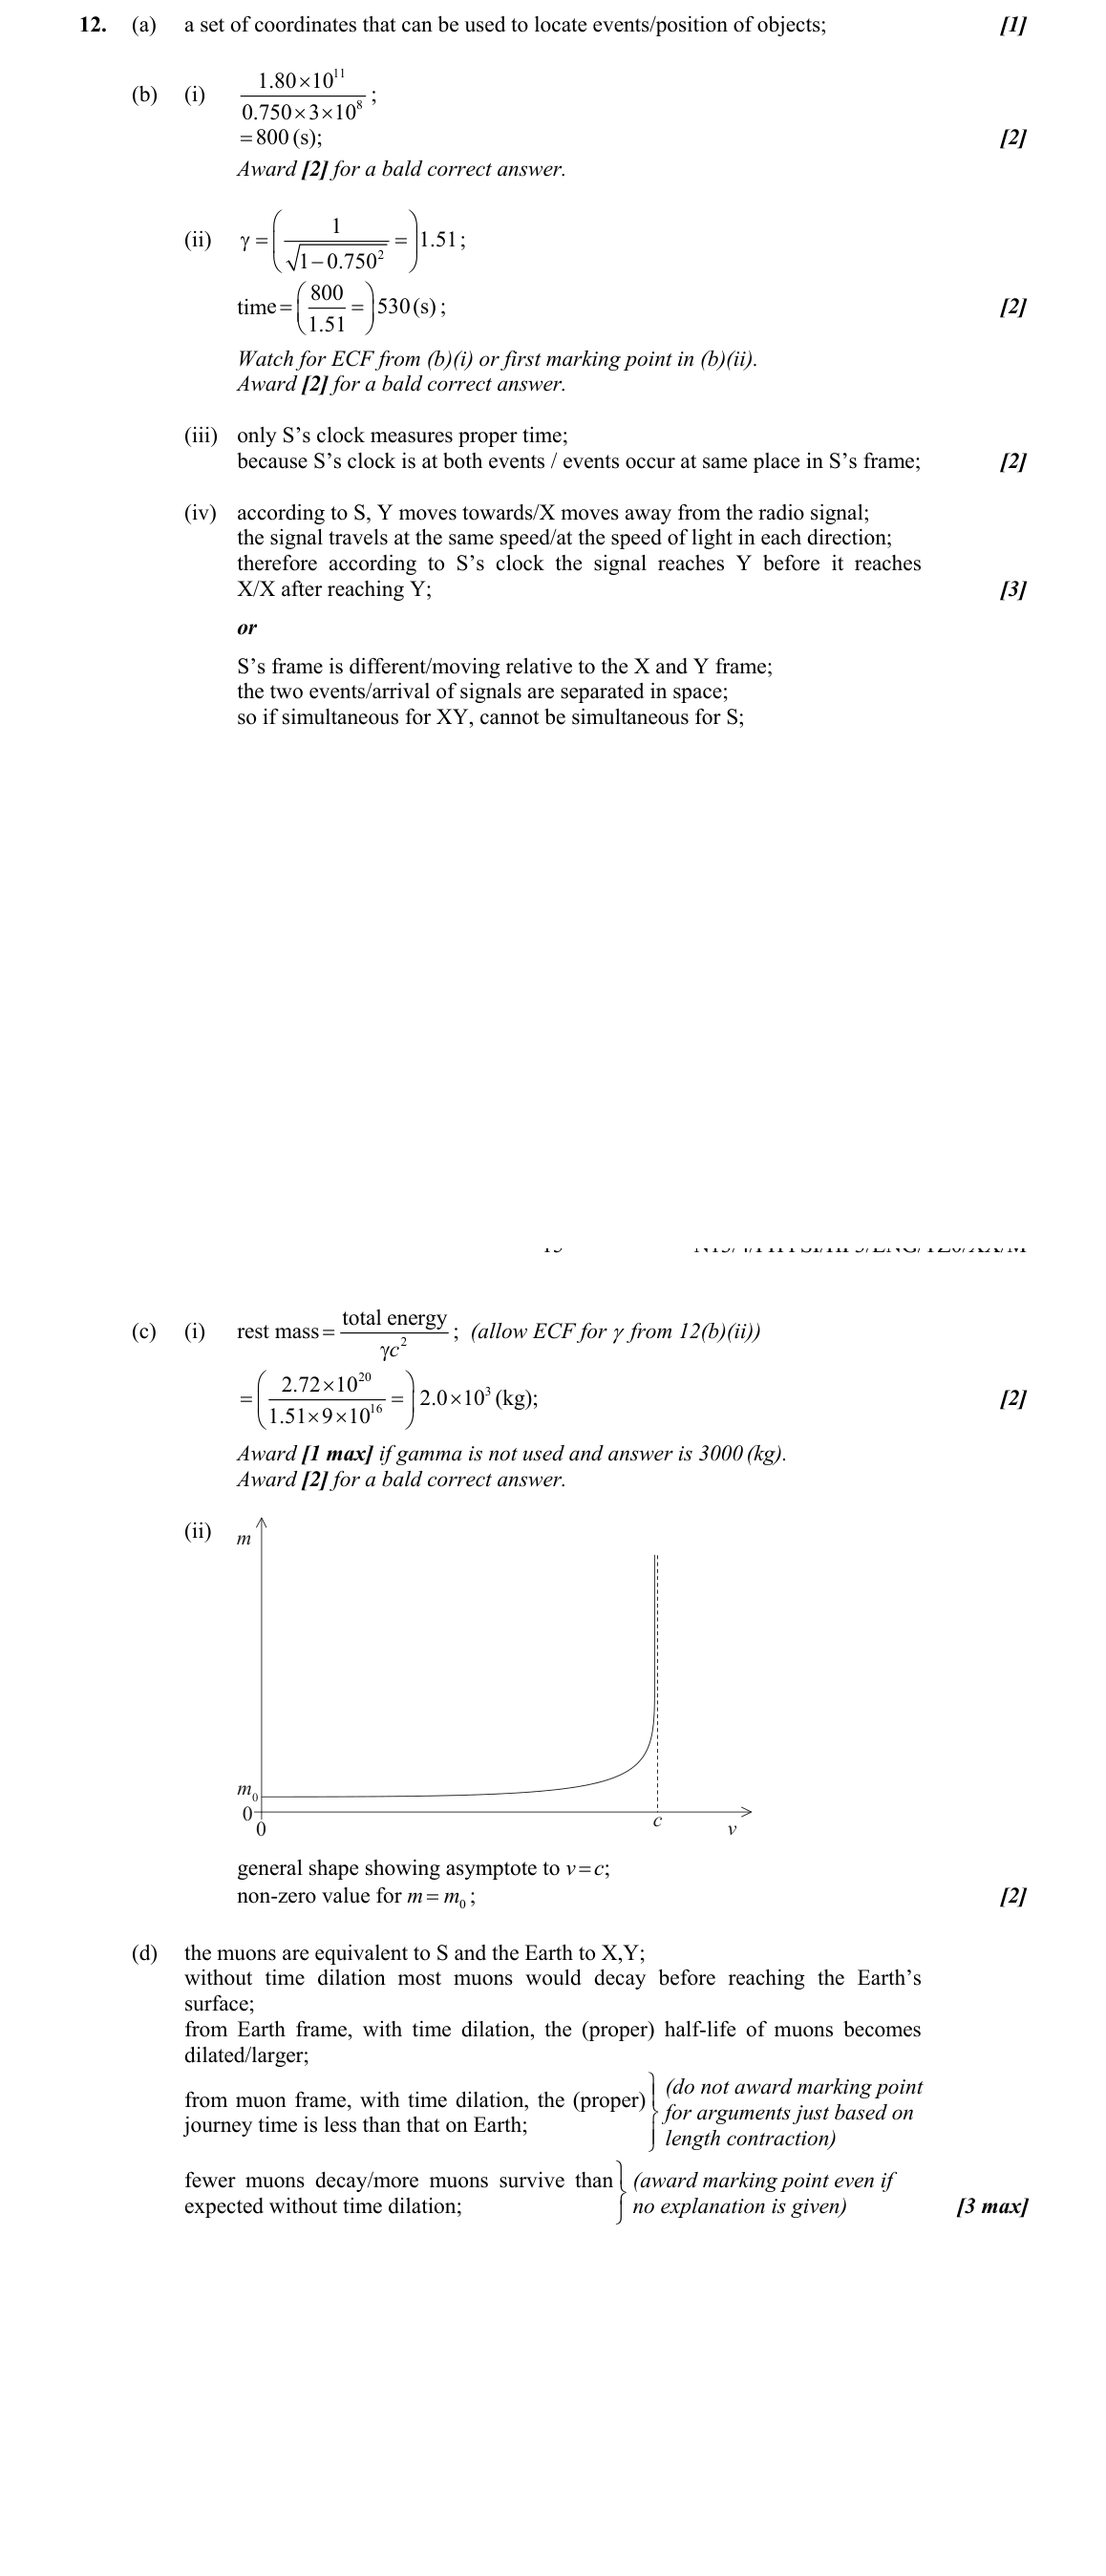 12. (a) a set of coordinates that can be used to locate events/position of objects; [1]
(b) (i) 1.80×10¹¹ / 0.750×3×10⁸ ;
= 800 (s); [2]
Award [2] for a bald correct answer.
(ii) γ = ( 1 / √(1−0.750²) = ) 1.51 ;
time = ( 800 / 1.51 = ) 530 (s) ; [2]
Watch for ECF from (b)(i) or first marking point in (b)(ii).
Award [2] for a bald correct answer.
(iii) only S’s clock measures proper time;
because S’s clock is at both events / events occur at same place in S’s frame; [2]
(iv) according to S, Y moves towards/X moves away from the radio signal;
the signal travels at the same speed/at the speed of light in each direction;
therefore according to S’s clock the signal reaches Y before it reaches
X/X after reaching Y; [3]
or
S’s frame is different/moving relative to the X and Y frame;
the two events/arrival of signals are separated in space;
so if simultaneous for XY, cannot be simultaneous for S;
(c) (i) rest mass = total energy / γc² ; (allow ECF for γ from 12(b)(ii))
= ( 2.72×10²⁰ / 1.51×9×10¹⁶ = ) 2.0×10³ (kg); [2]
Award [1 max] if gamma is not used and answer is 3000 (kg).
Award [2] for a bald correct answer.
(ii) m
m₀
0
0 c v
general shape showing asymptote to v = c;
non-zero value for m = m₀ ; [2]
(d) the muons are equivalent to S and the Earth to X,Y;
without time dilation most muons would decay before reaching the Earth’s
surface;
from Earth frame, with time dilation, the (proper) half-life of muons becomes
dilated/larger;
from muon frame, with time dilation, the (proper)
journey time is less than that on Earth;
(do not award marking point
for arguments just based on
length contraction)
fewer muons decay/more muons survive than
expected without time dilation;
(award marking point even if
no explanation is given) [3 max]